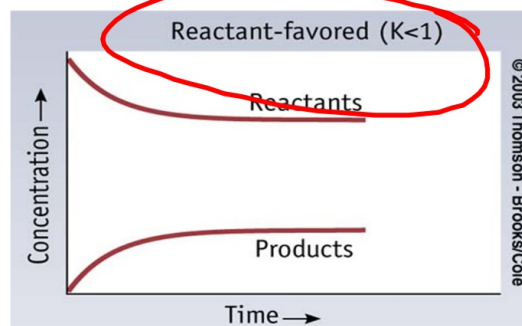 Reactant-favored (K<1)
Reactants
Concentration
Products
Time
© 2003 Thomson - Brooks/Cole